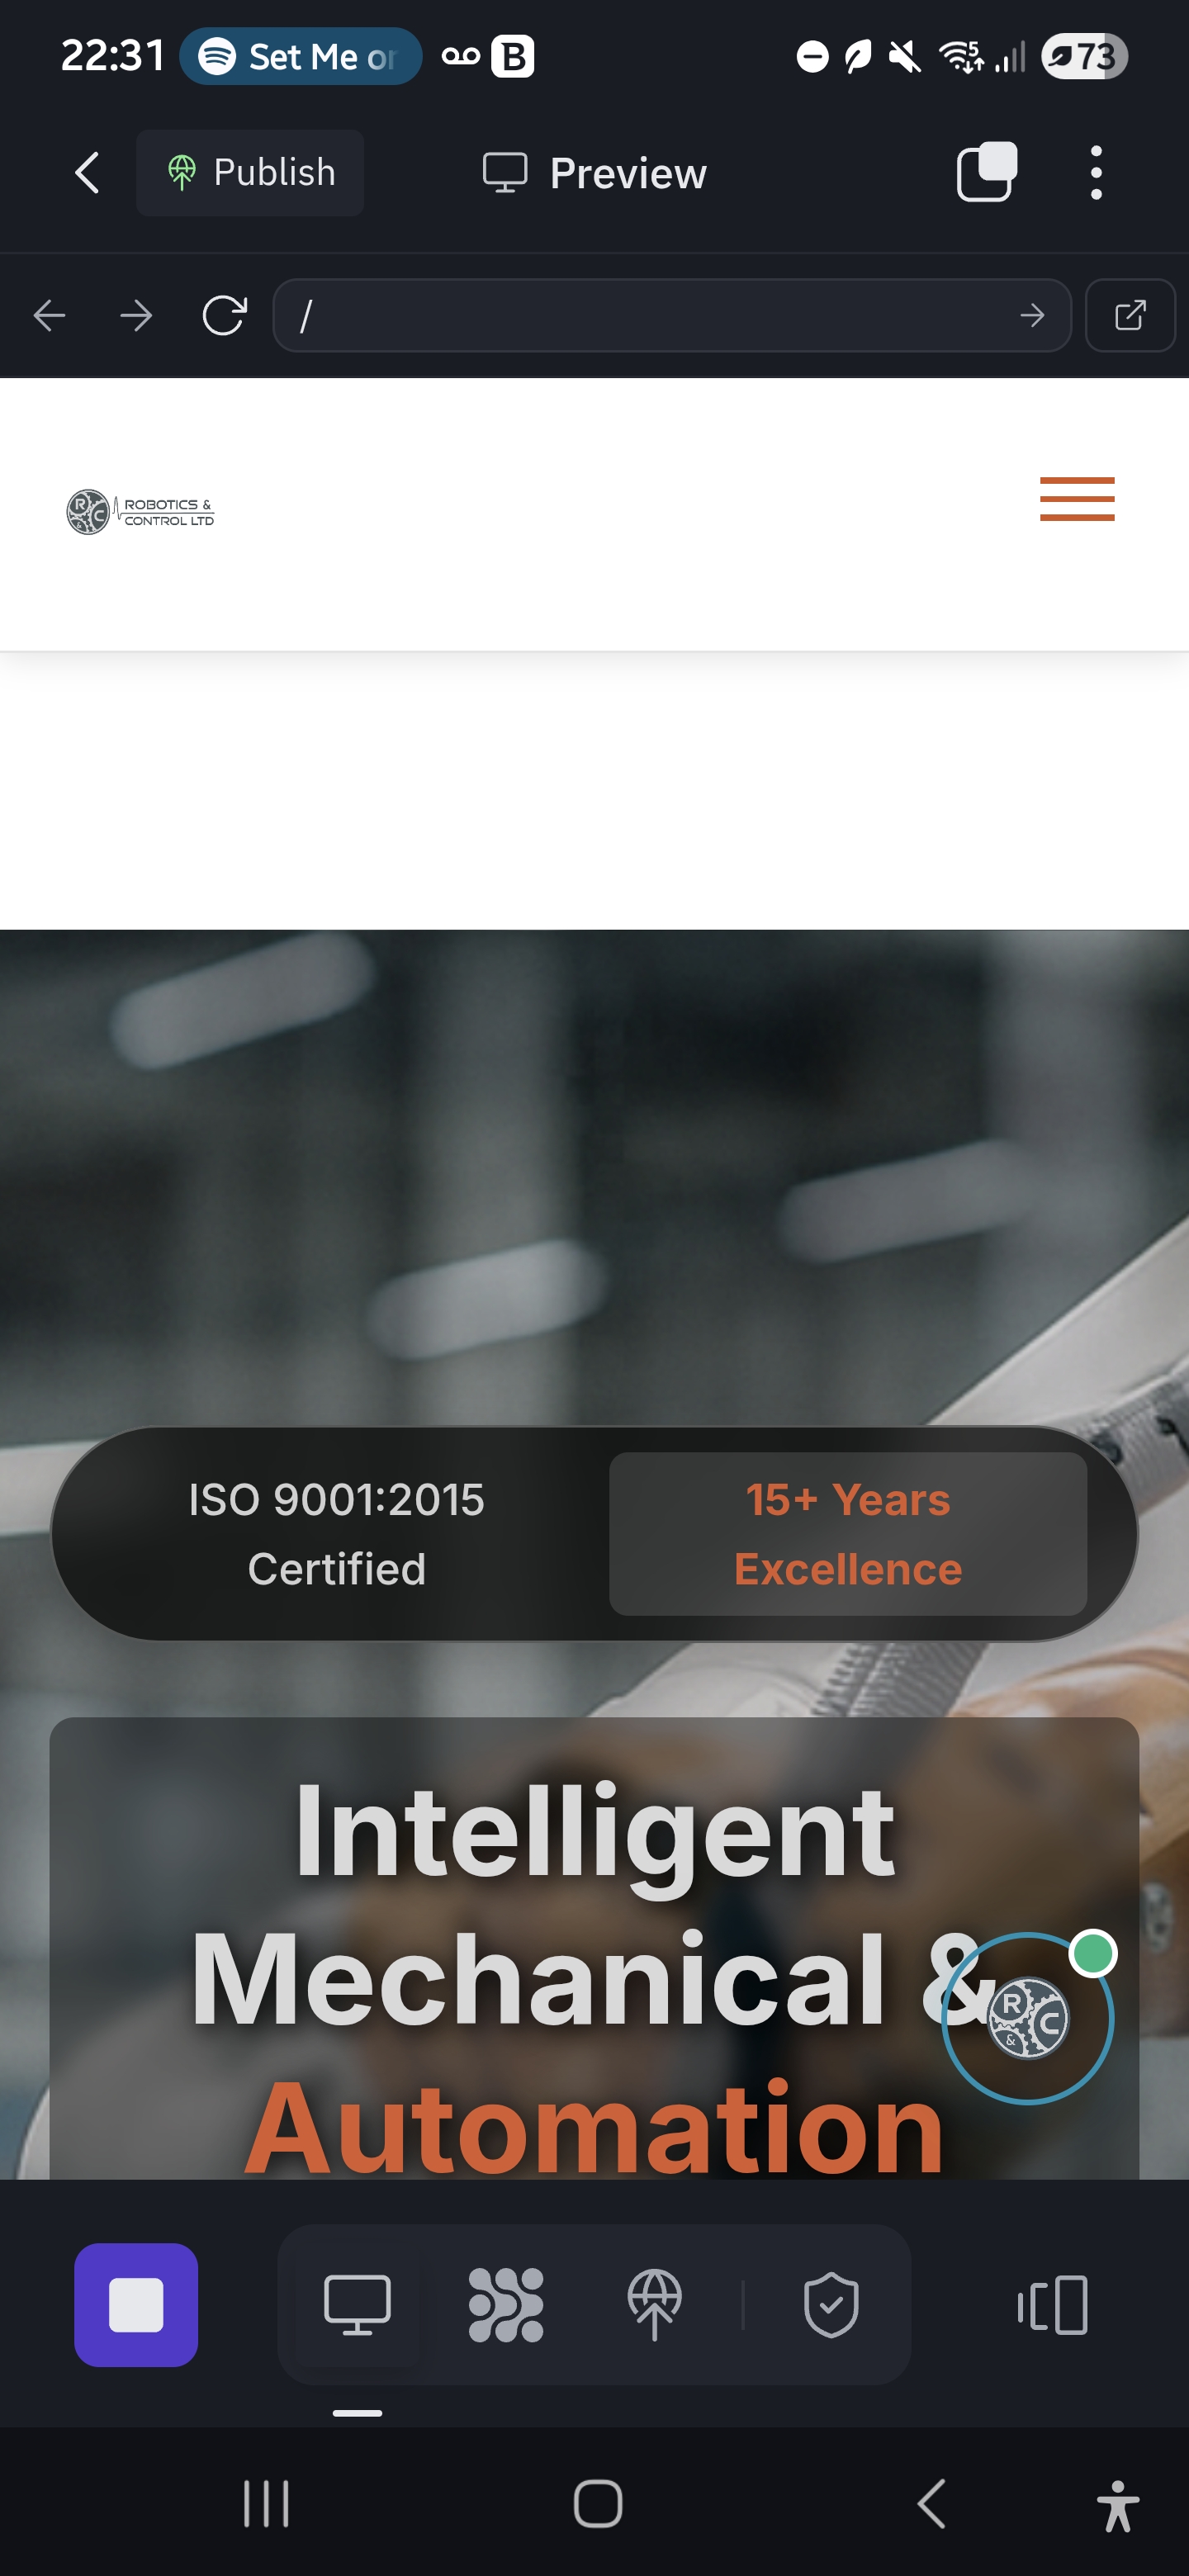 22:31 Set Me or B 5 73
Publish Preview
/
R C & ROBOTICS &
CONTROL LTD
ISO 9001:2015
Certified
15+ Years
Excellence
Intelligent
Mechanical &
R C &
Automation